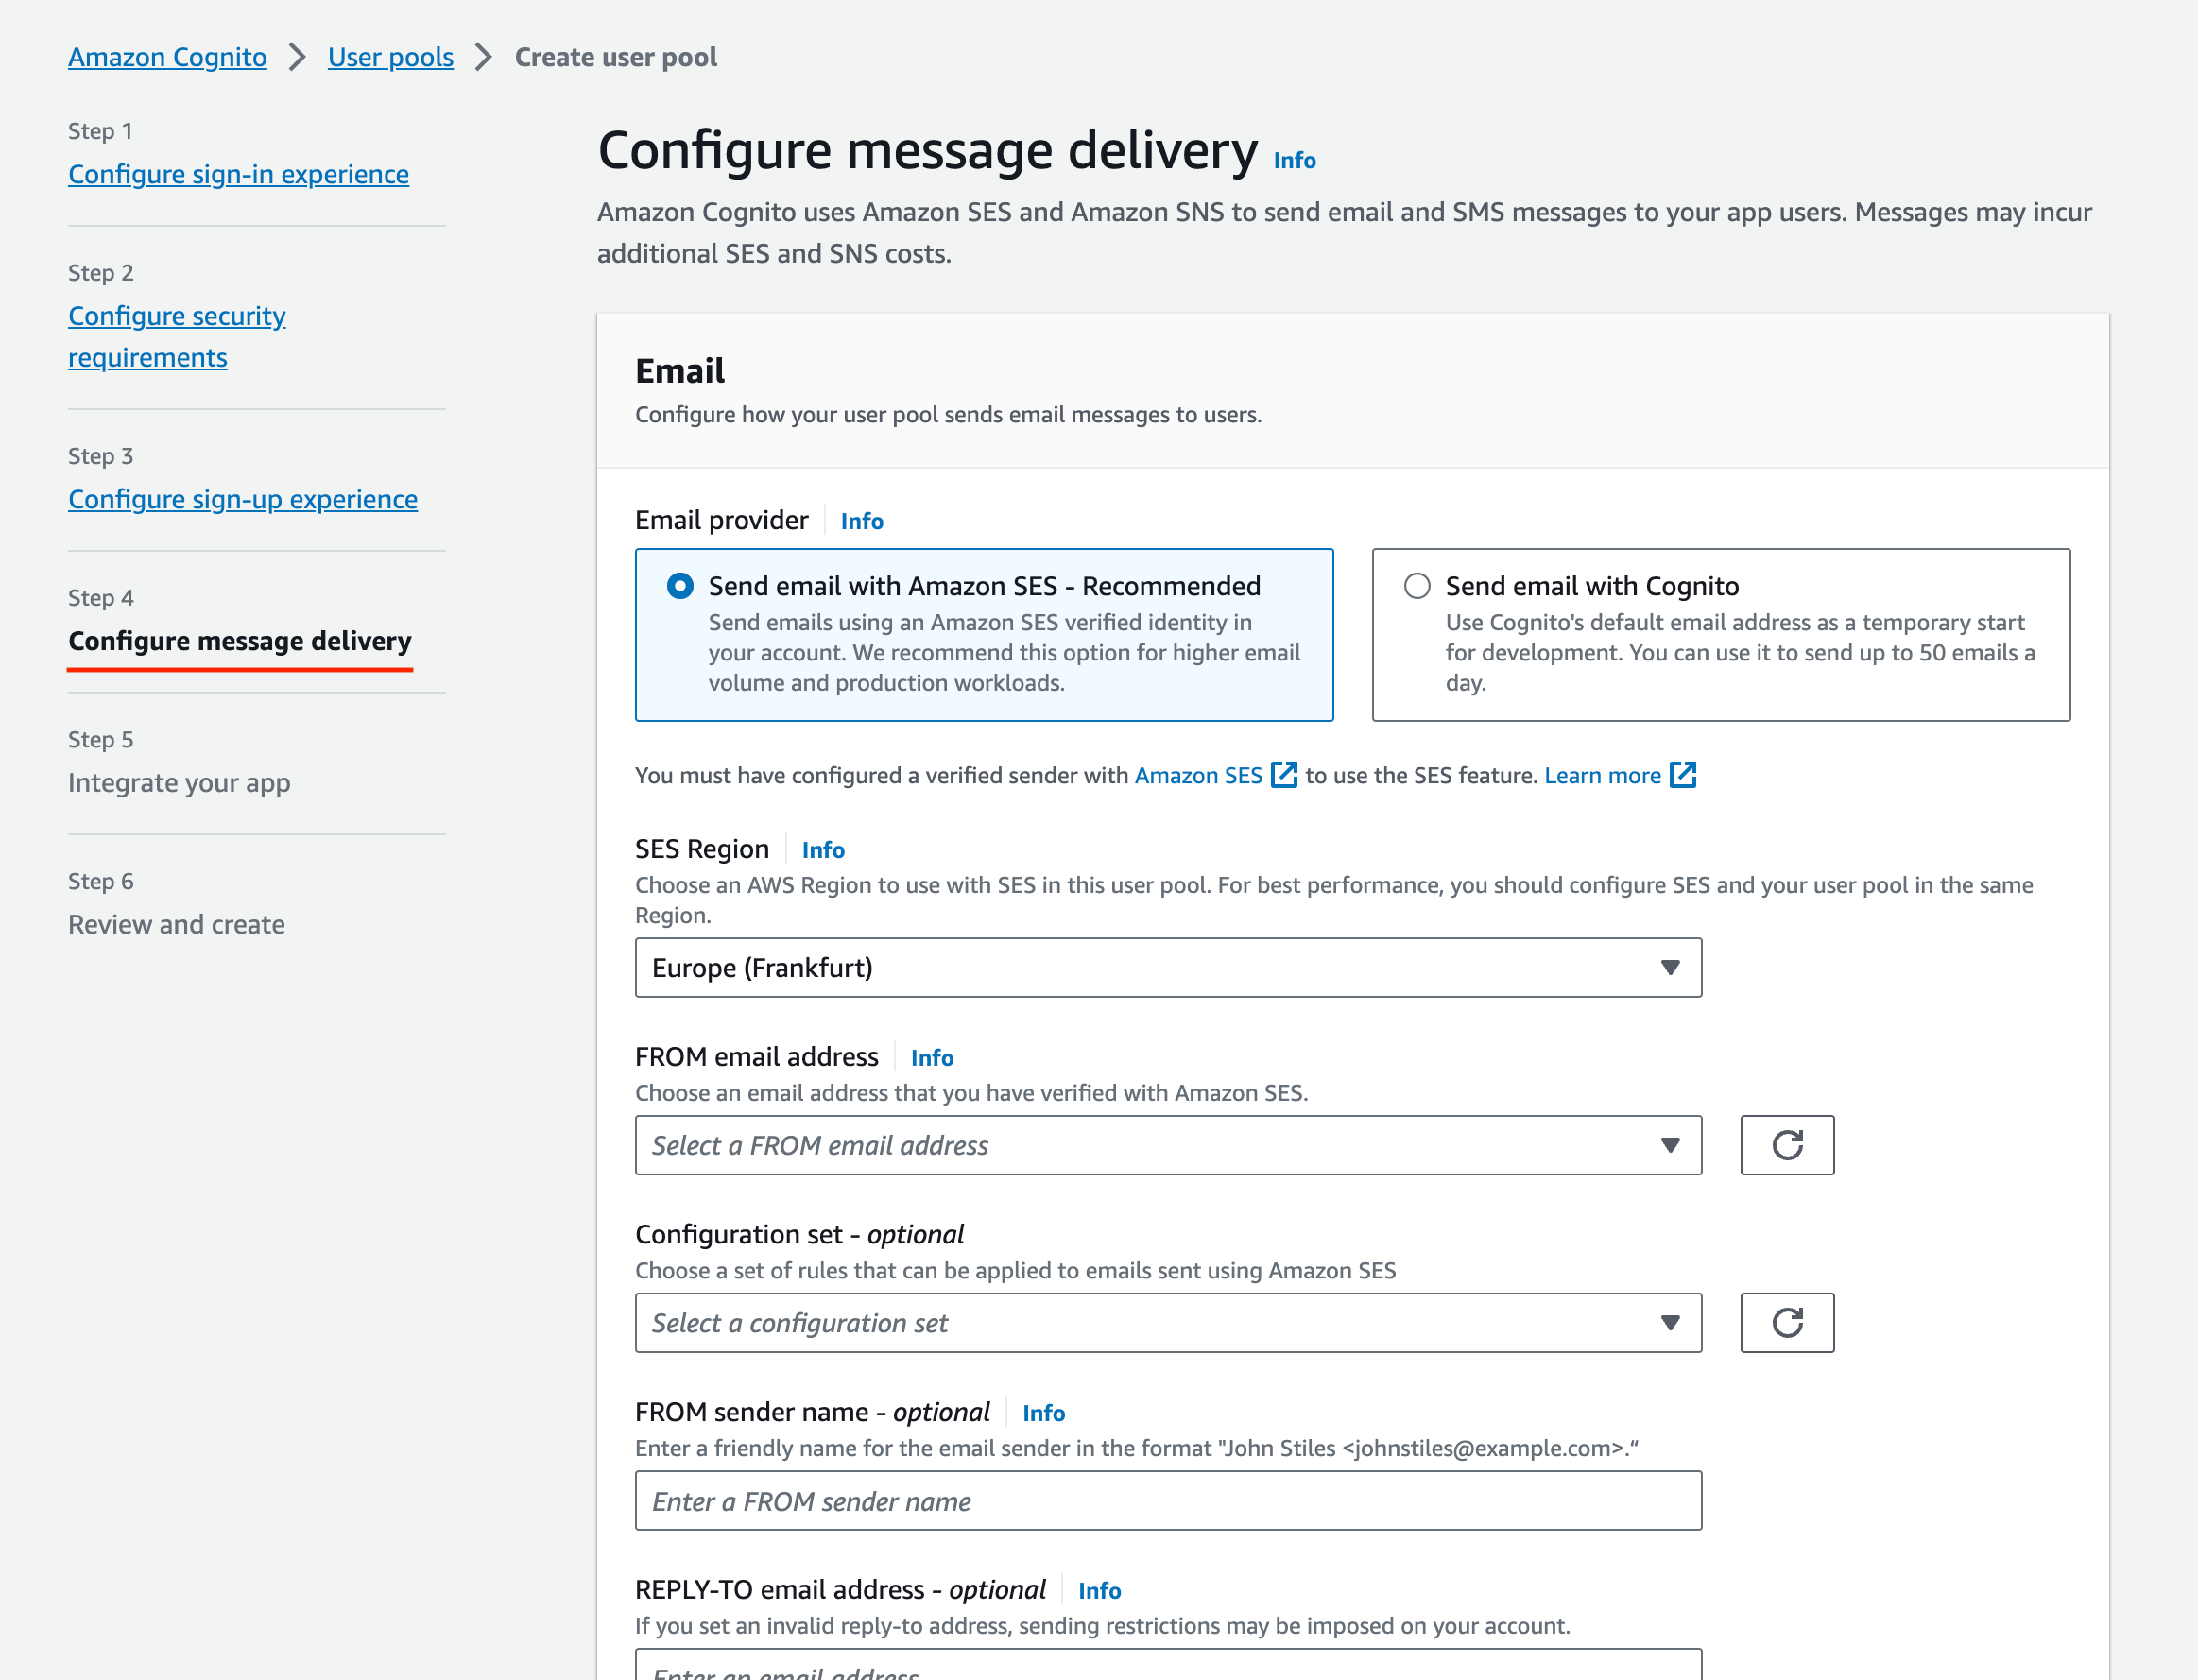 Amazon Cognito > User pools > Create user pool
Step 1
Configure sign-in experience
Step 2
Configure security
requirements
Step 3
Configure sign-up experience
Step 4
Configure message delivery
Step 5
Integrate your app
Step 6
Review and create
Configure message delivery Info
Amazon Cognito uses Amazon SES and Amazon SNS to send email and SMS messages to your app users. Messages may incur
additional SES and SNS costs.
Email
Configure how your user pool sends email messages to users.
Email provider Info
Send email with Amazon SES - Recommended
Send emails using an Amazon SES verified identity in
your account. We recommend this option for higher email
volume and production workloads.
Send email with Cognito
Use Cognito's default email address as a temporary start
for development. You can use it to send up to 50 emails a
day.
You must have configured a verified sender with Amazon SES to use the SES feature. Learn more
SES Region Info
Choose an AWS Region to use with SES in this user pool. For best performance, you should configure SES and your user pool in the same
Region.
Europe (Frankfurt)
FROM email address Info
Choose an email address that you have verified with Amazon SES.
Select a FROM email address
Configuration set - optional
Choose a set of rules that can be applied to emails sent using Amazon SES
Select a configuration set
FROM sender name - optional Info
Enter a friendly name for the email sender in the format "John Stiles <johnstiles@example.com>.“
Enter a FROM sender name
REPLY-TO email address - optional Info
If you set an invalid reply-to address, sending restrictions may be imposed on your account.
Enter an email address